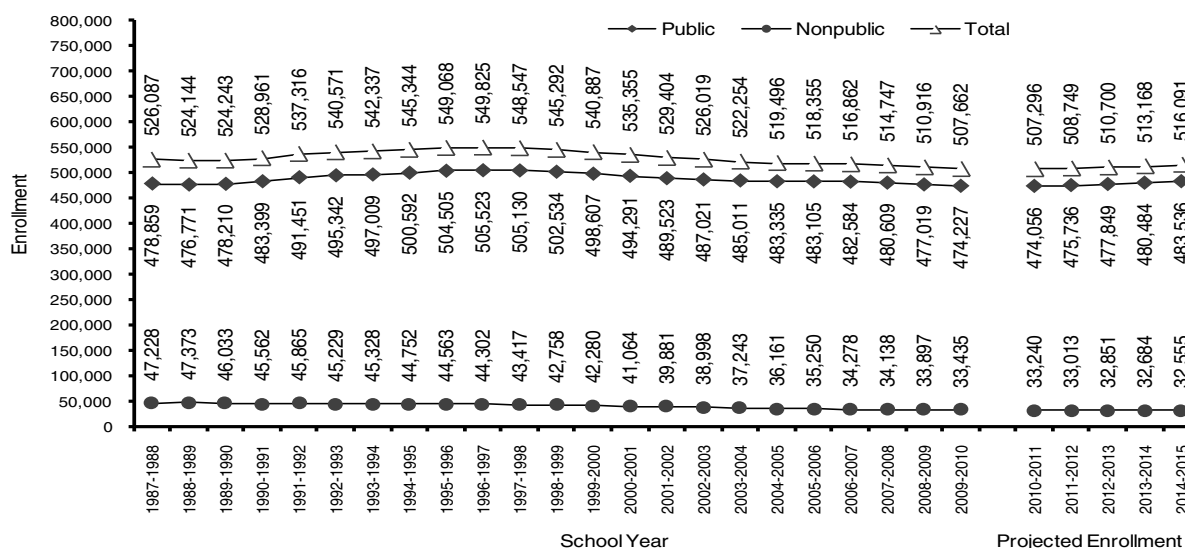 800,000
750,000
700,000
650,000
600,000
550,000
500,000
450,000
400,000
350,000
300,000
250,000
200,000
150,000
100,000
50,000
0
Enrollment
Public Nonpublic Total
526,087 524,144 524,243 528,961 537,316 540,571 542,337 545,344 549,068 549,825 548,547 545,292 540,887 535,355 529,404 526,019 522,254 519,496 518,355 516,862 514,747 510,916 507,662 507,296 508,749 510,700 513,168 516,091
478,859 476,771 478,210 483,399 491,451 495,342 497,009 500,592 504,505 505,523 505,130 502,534 498,607 494,291 489,523 487,021 485,011 483,335 483,105 482,584 480,609 477,019 474,227 474,056 475,736 477,849 480,484 483,536
47,228 47,373 46,033 45,562 45,865 45,229 45,328 44,752 44,563 44,302 43,417 42,758 42,280 41,064 39,881 38,998 37,243 36,161 35,250 34,278 34,138 33,897 33,435 33,240 33,013 32,851 32,684 32,555
1987-1988 1988-1989 1989-1990 1990-1991 1991-1992 1992-1993 1993-1994 1994-1995 1995-1996 1996-1997 1997-1998 1998-1999 1999-2000 2000-2001 2001-2002 2002-2003 2003-2004 2004-2005 2005-2006 2006-2007 2007-2008 2008-2009 2009-2010 2010-2011 2011-2012 2012-2013 2013-2014 2014-2015
School Year Projected Enrollment